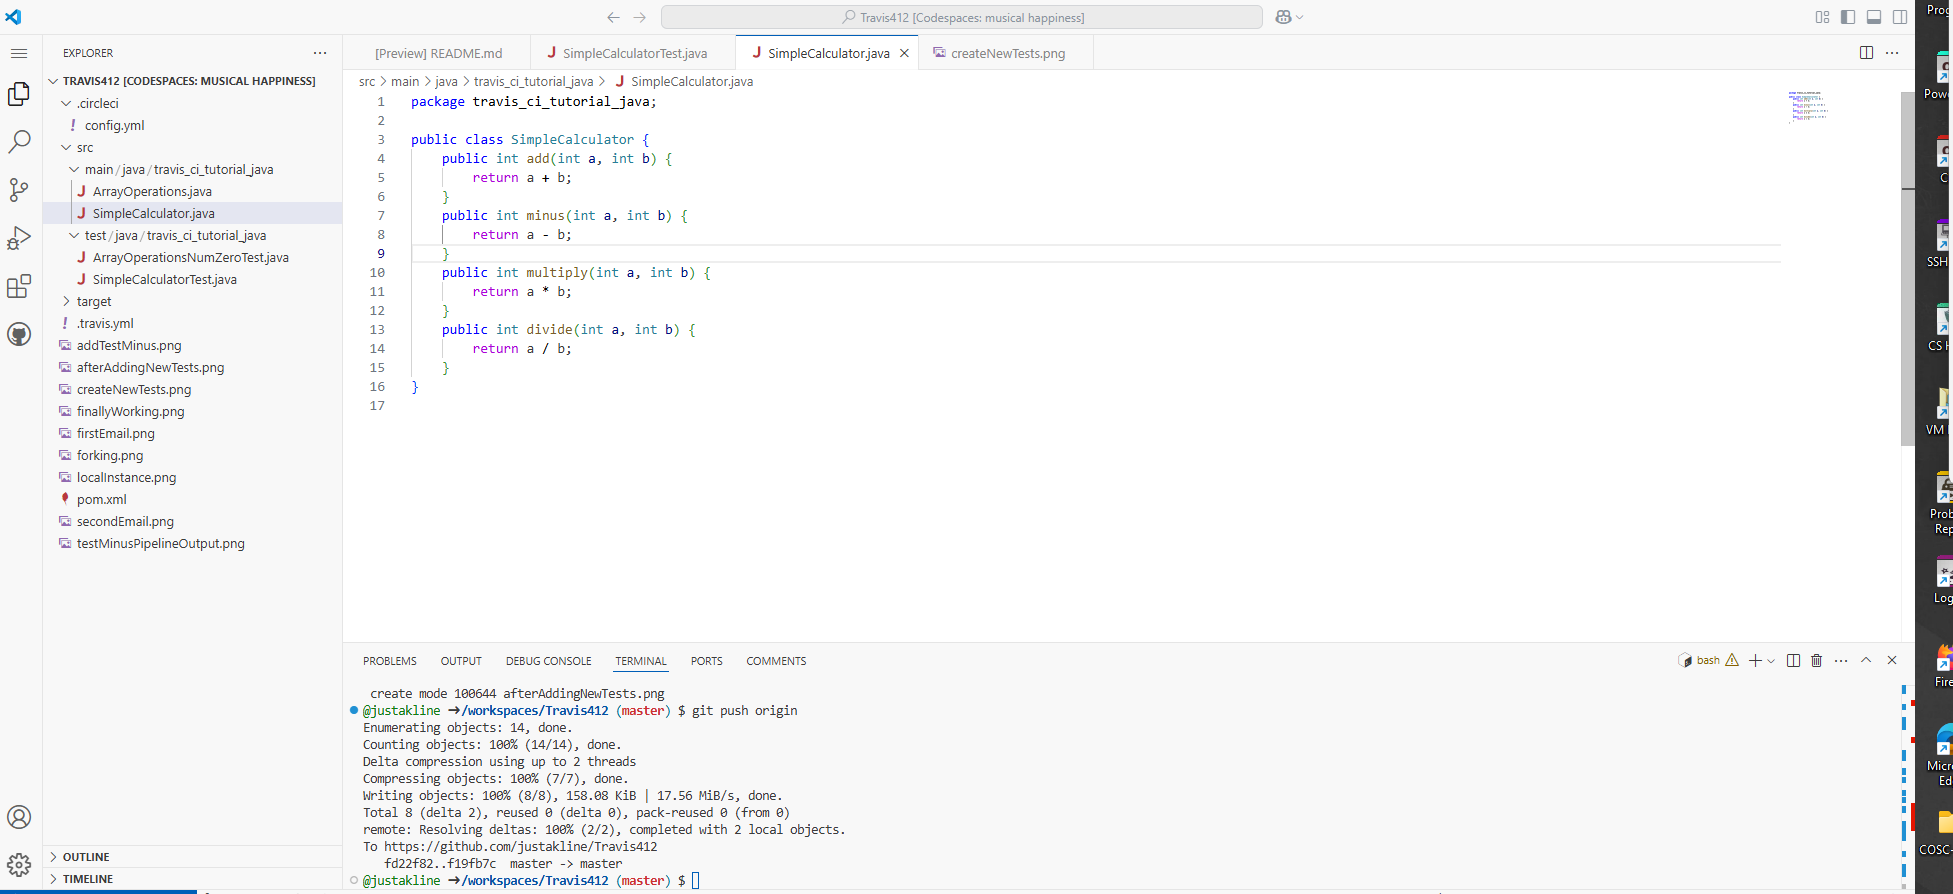 Travis412 [Codespaces: musical happiness]
EXPLORER
TRAVIS412 [CODESPACES: MUSICAL HAPPINESS]
.circleci
config.yml
src
main/java/travis_ci_tutorial_java
ArrayOperations.java
SimpleCalculator.java
test/java/travis_ci_tutorial_java
ArrayOperationsNumZeroTest.java
SimpleCalculatorTest.java
target
.travis.yml
addTestMinus.png
afterAddingNewTests.png
createNewTests.png
finallyWorking.png
firstEmail.png
forking.png
localInstance.png
pom.xml
secondEmail.png
testMinusPipelineOutput.png
OUTLINE
TIMELINE
[Preview] README.md SimpleCalculatorTest.java SimpleCalculator.java createNewTests.png
src > main > java > travis_ci_tutorial_java > SimpleCalculator.java
1 package travis_ci_tutorial_java;
2
3 public class SimpleCalculator {
4 public int add(int a, int b) {
5 return a + b;
6 }
7 public int minus(int a, int b) {
8 return a - b;
9 }
10 public int multiply(int a, int b) {
11 return a * b;
12 }
13 public int divide(int a, int b) {
14 return a / b;
15 }
16 }
17
PROBLEMS OUTPUT DEBUG CONSOLE TERMINAL PORTS COMMENTS
bash
create mode 100644 afterAddingNewTests.png
@justakline ➜/workspaces/Travis412 (master) $ git push origin
Enumerating objects: 14, done.
Counting objects: 100% (14/14), done.
Delta compression using up to 2 threads
Compressing objects: 100% (7/7), done.
Writing objects: 100% (8/8), 158.08 KiB | 17.56 MiB/s, done.
Total 8 (delta 2), reused 0 (delta 0), pack-reused 0 (from 0)
remote: Resolving deltas: 100% (2/2), completed with 2 local objects.
To https://github.com/justakline/Travis412
fd22f82..f19fb7c master -> master
@justakline ➜/workspaces/Travis412 (master) $
Prog
Powe
C
SSH
CS H
VM
Prob
Rep
Log
Fire
Micr
Ed
COSC-